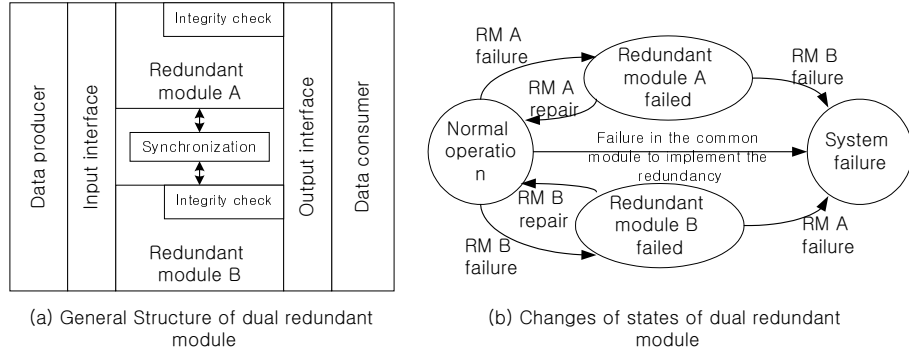 Data producer
Input interface
Integrity check
Redundant
module A
Synchronization
Integrity check
Redundant
module B
Output interface
Data consumer
(a) General Structure of dual redundant
module
RM A
failure
Redundant
module A
failed
RM B
failure
RM A
repair
Normal
operatio
n
Failure in the common
module to implement the
redundancy
System
failure
RM B
repair
Redundant
module B
failed
RM B
failure
RM A
failure
(b) Changes of states of dual redundant
module